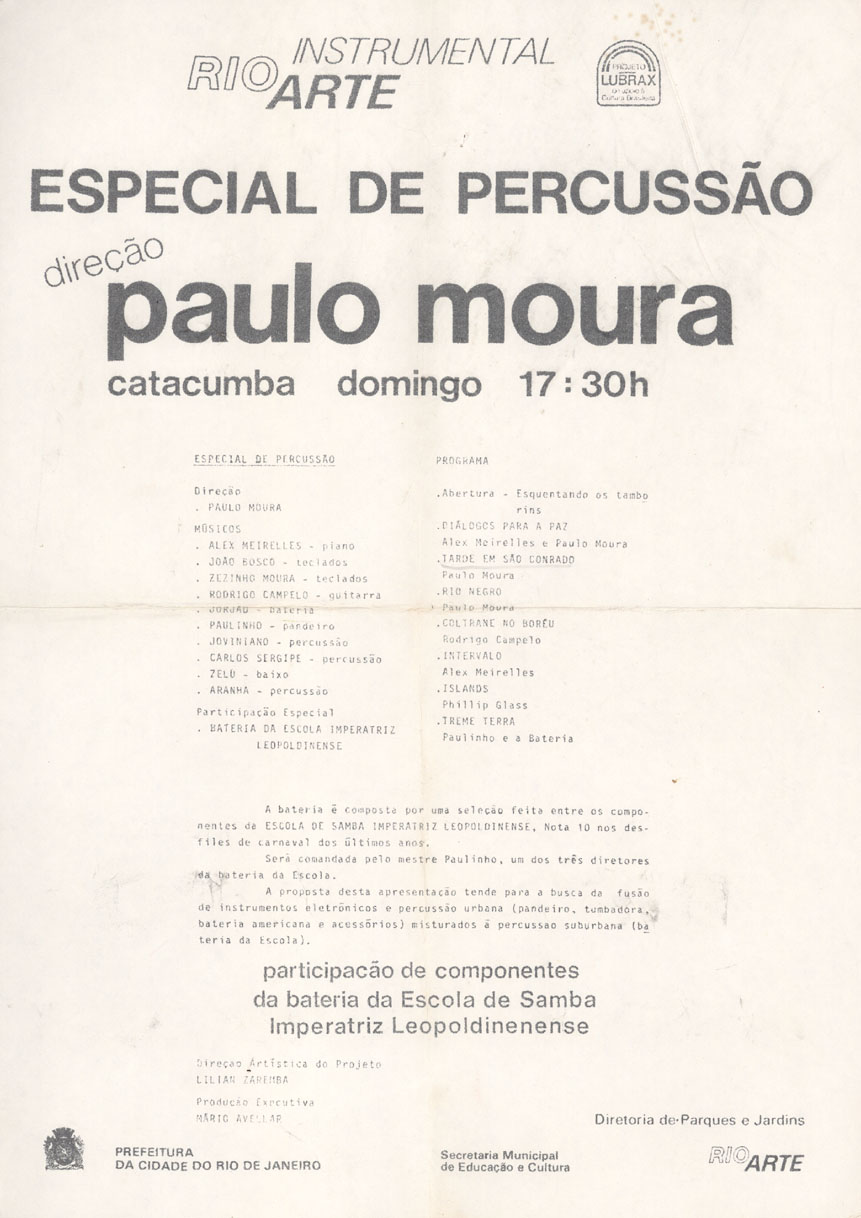 INSTRUMENTAL
RIO ARTE
PROJETO
LUBRAX
Cultura Brasileira
ESPECIAL DE PERCUSSÃO
direção
paulo moura
catacumba domingo 17:30h
ESPECIAL DE PERCUSSÃO
Direção
. PAULO MOURA
MÚSICOS
. ALEX MEIRELLES - piano
. JOÃO BOSCO - teclados
. ZEZINHO MOURA - teclados
. RODRIGO CAMPELO - guitarra
. JORJÃO - bateria
. PAULINHO - pandeiro
. JOVINIANO - percussão
. CARLOS SERGIPE - percussão
. ZELÚ - baixo
. ARANHA - percussão
Participação Especial
. BATERIA DA ESCOLA IMPERATRIZ
LEOPOLDINENSE
PROGRAMA
.Abertura - Esquentando os tambo
rins
.DIÁLOGOS PARA A PAZ
Alex Meirelles e Paulo Moura
.TARDE EM SÃO CONRADO
Paulo Moura
.RIO NEGRO
Paulo Moura
.COLTRANE NO BORÉU
Rodrigo Campelo
.INTERVALO
Alex Meirelles
.ISLANDS
Phillip Glass
.TREME TERRA
Paulinho e a Bateria
A bateria é composta por uma seleção feita entre os compo-
nentes da ESCOLA DE SAMBA IMPERATRIZ LEOPOLDINENSE, Nota 10 nos des-
files de carnaval dos últimos anos.
Será comandada pelo mestre Paulinho, um dos três diretores
da bateria da Escola.
A proposta desta apresentação tende para a busca da fusão
de instrumentos eletrônicos e percussão urbana (pandeiro, tumbadora,
bateria americana e acessórios) misturados à percussao suburbana (ba
teria da Escola).
participacão de componentes
da bateria da Escola de Samba
Imperatriz Leopoldinenense
Direção Artística do Projeto
LILIAN ZAREMBA
Producão Executiva
MÁRIO AVELLAR
Diretoria de Parques e Jardins
PREFEITURA
DA CIDADE DO RIO DE JANEIRO
Secretaria Municipal
de Educação e Cultura
RIO ARTE